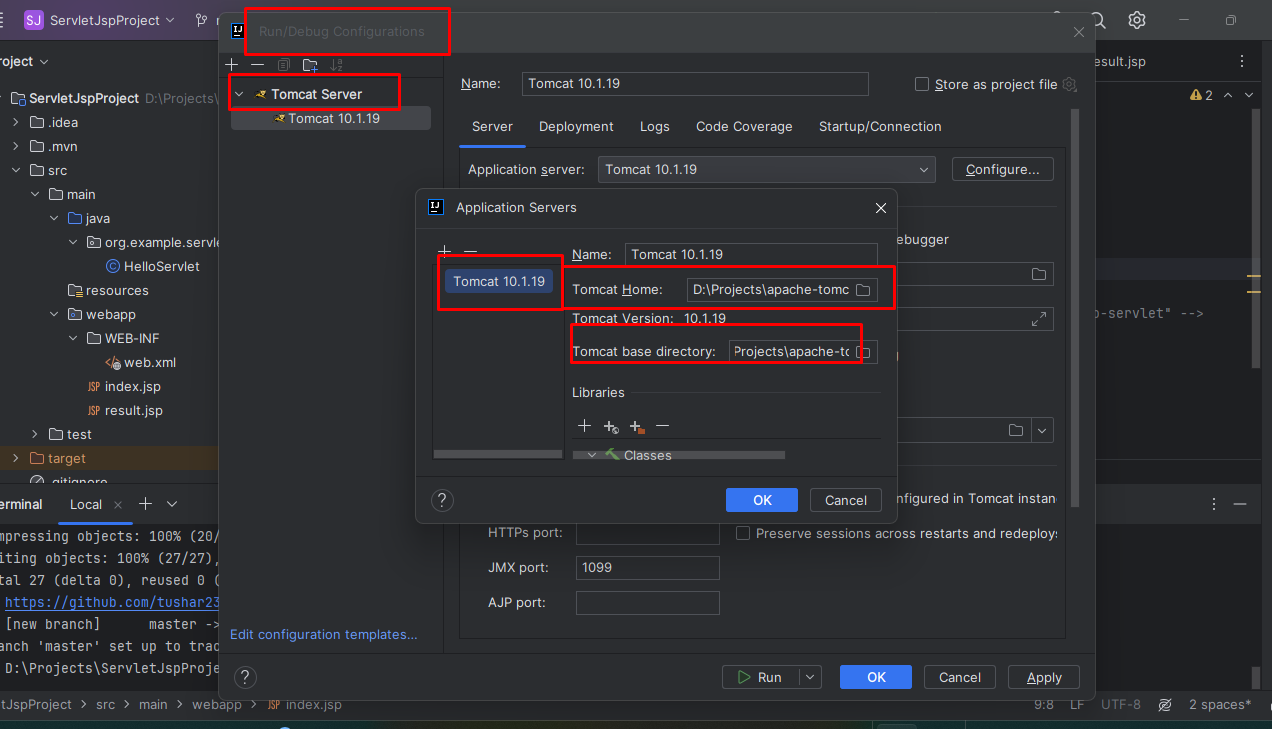 SJ ServletJspProject
Run/Debug Configurations
roject
ServletJspProject D:\Projects\
.idea
.mvn
src
main
java
org.example.servle
HelloServlet
resources
webapp
WEB-INF
web.xml
JSP index.jsp
JSP result.jsp
test
target
.gitignore
Tomcat Server
Tomcat 10.1.19
Edit configuration templates...
Name: Tomcat 10.1.19
Store as project file
Server Deployment Logs Code Coverage Startup/Connection
Application server: Tomcat 10.1.19 Configure...
ebugger
Application Servers
Tomcat 10.1.19
Name: Tomcat 10.1.19
Tomcat Home: D:\Projects\apache-tomc
Tomcat Version: 10.1.19
Tomcat base directory: Projects\apache-to
Libraries
Classes
? OK Cancel
nfigured in Tomcat instan
HTTPs port:
Preserve sessions across restarts and redeploys
JMX port: 1099
AJP port:
? Run OK Cancel Apply
esult.jsp
2
o-servlet" -->
erminal Local
mpressing objects: 100% (20/
iting objects: 100% (27/27),
tal 27 (delta 0), reused 0 (
https://github.com/tushar23
[new branch] master ->
anch 'master' set up to trac
D:\Projects\ServletJspProje
tJspProject > src > main > webapp > JSP index.jsp
9:8 LF UTF-8 2 spaces*